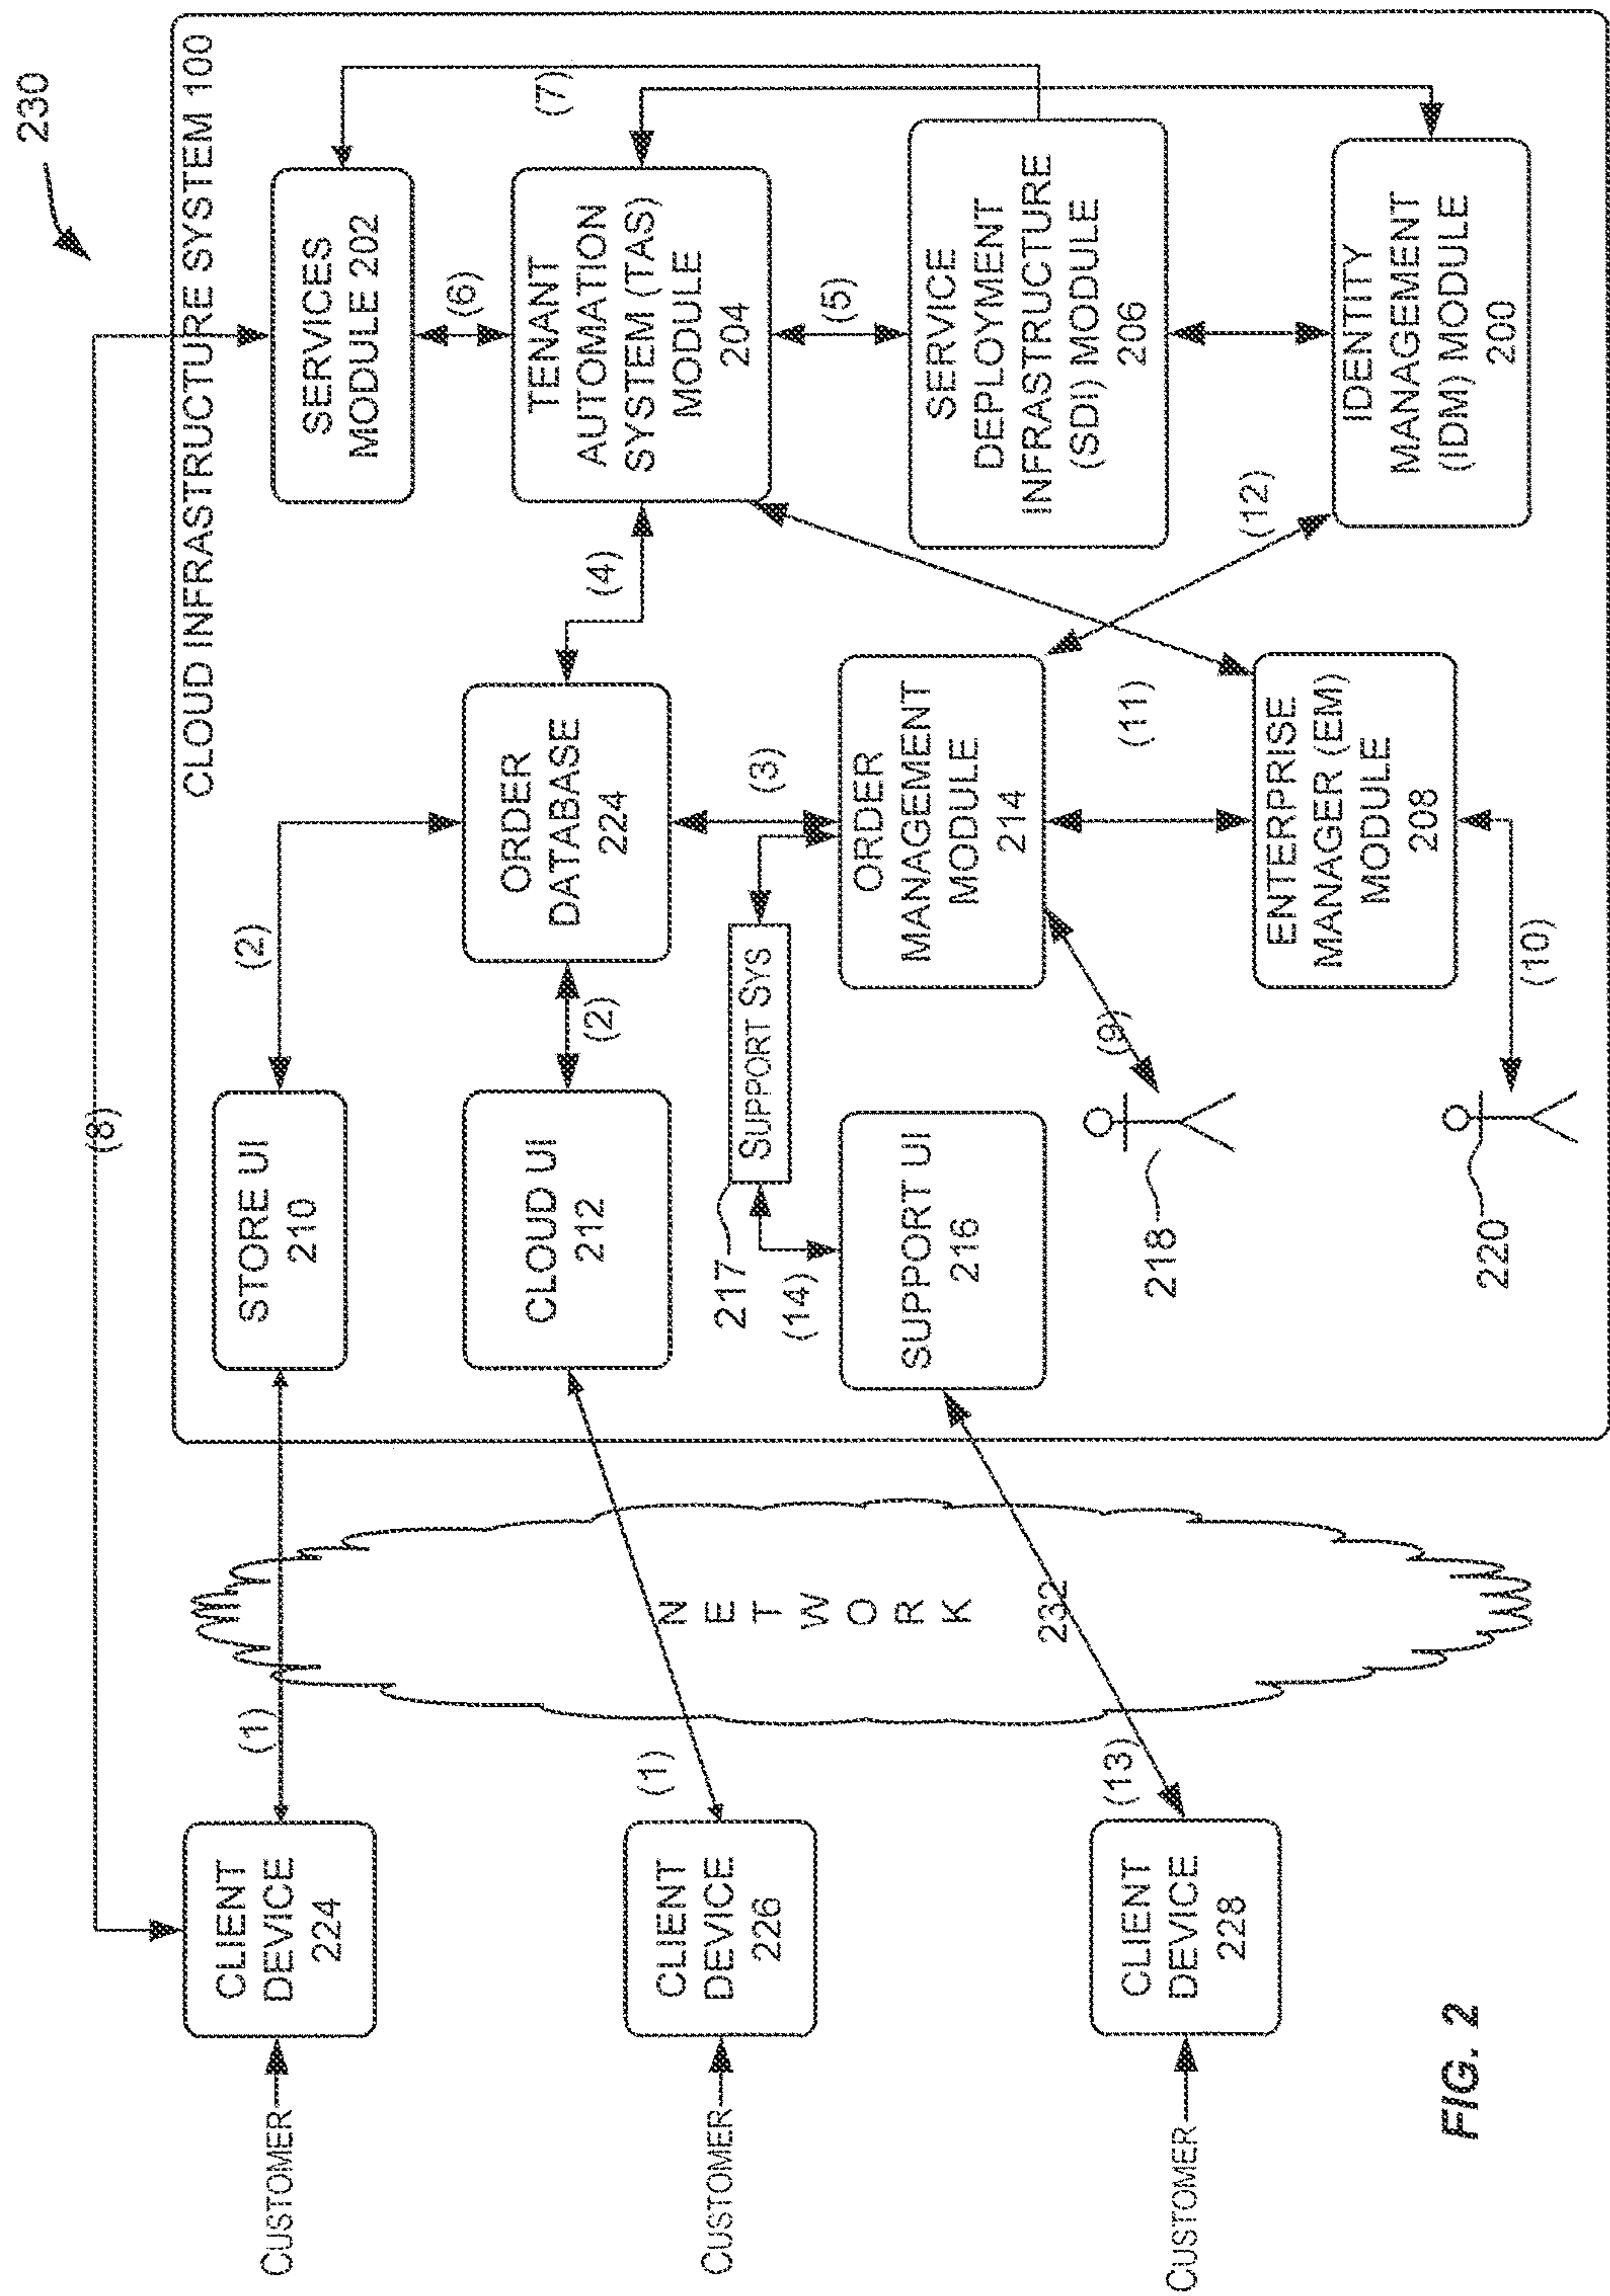 230
CLOUD INFRASTRUCTURE SYSTEM 100
(8)
CUSTOMER
CLIENT
DEVICE
224
(1)
STORE UI
210
(2)
SERVICES
MODULE 202
(6)
(7)
CUSTOMER
CLIENT
DEVICE
226
(1)
CLOUD UI
212
(2)
ORDER
DATABASE
224
(4)
TENANT
AUTOMATION
SYSTEM (TAS)
MODULE
204
(5)
NETWORK
232
217
SUPPORT SYS
(14)
(3)
CUSTOMER
CLIENT
DEVICE
228
(13)
SUPPORT UI
216
ORDER
MANAGEMENT
MODULE
214
SERVICE
DEPLOYMENT
INFRASTRUCTURE
(SDI) MODULE
206
218
(9)
(11)
(12)
220
(10)
ENTERPRISE
MANAGER (EM)
MODULE
208
IDENTITY
MANAGEMENT
(IDM) MODULE
200
FIG. 2